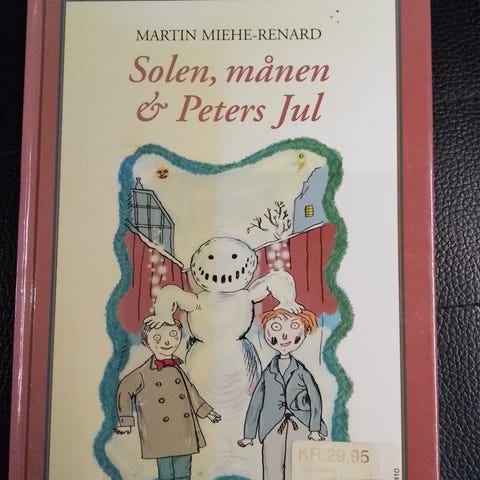 MARTIN MIEHE-RENARD
Solen, månen
& Peters Jul
KR.29.95